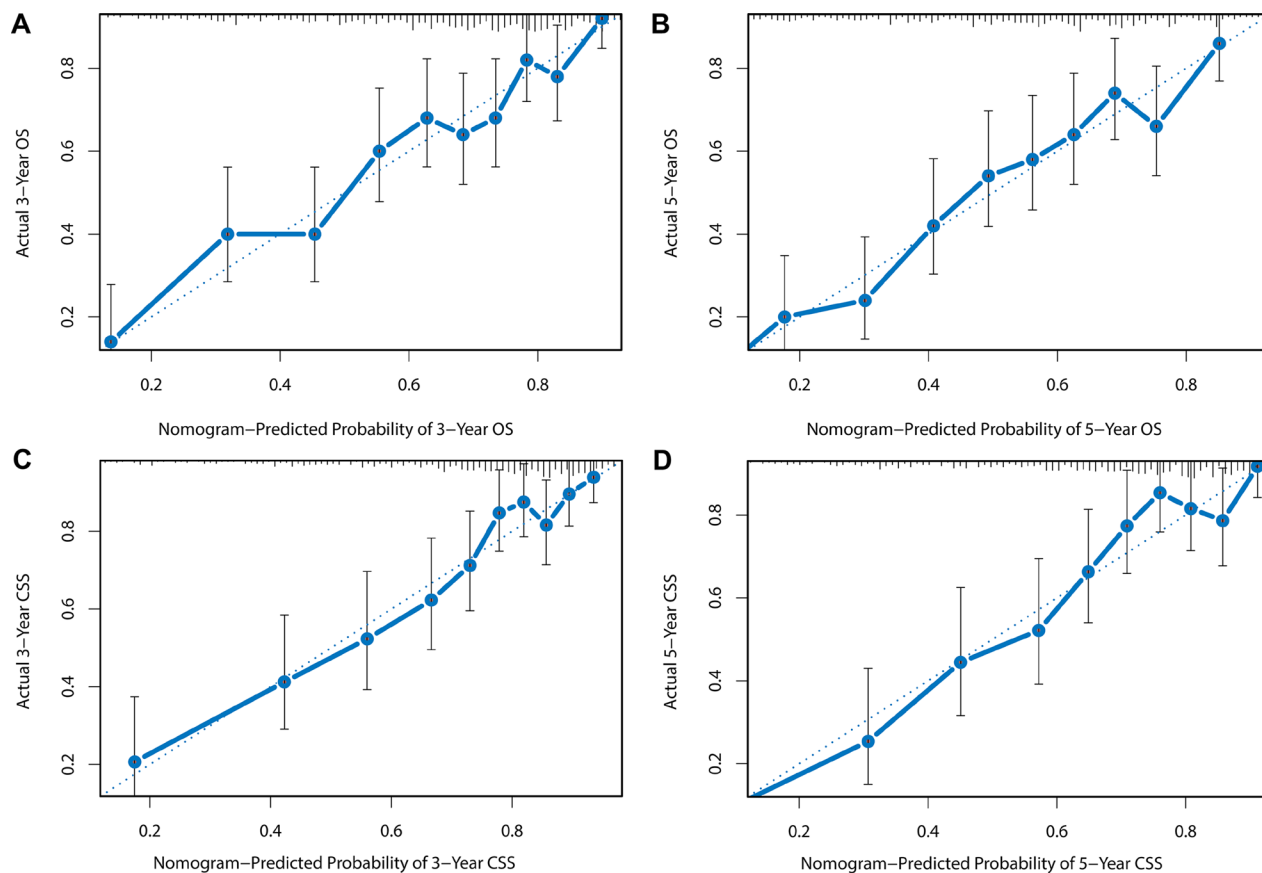 A
Actual 3−Year OS
0.8
0.6
0.4
0.2
0.2 0.4 0.6 0.8
Nomogram−Predicted Probability of 3−Year OS
B
Actual 5−Year OS
0.8
0.6
0.4
0.2
0.2 0.4 0.6 0.8
Nomogram−Predicted Probability of 5−Year OS
C
Actual 3−Year CSS
0.8
0.6
0.4
0.2
0.2 0.4 0.6 0.8
Nomogram−Predicted Probability of 3−Year CSS
D
Actual 5−Year CSS
0.8
0.6
0.4
0.2
0.2 0.4 0.6 0.8
Nomogram−Predicted Probability of 5−Year CSS